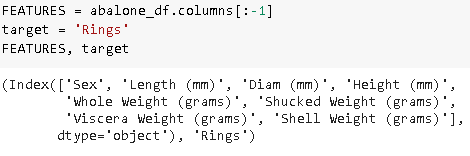 FEATURES = abalone_df.columns[:-1]
target = 'Rings'
FEATURES, target
(Index(['Sex', 'Length (mm)', 'Diam (mm)', 'Height (mm)',
'Whole Weight (grams)', 'Shucked Weight (grams)',
'Viscera Weight (grams)', 'Shell Weight (grams)'],
dtype='object'), 'Rings')